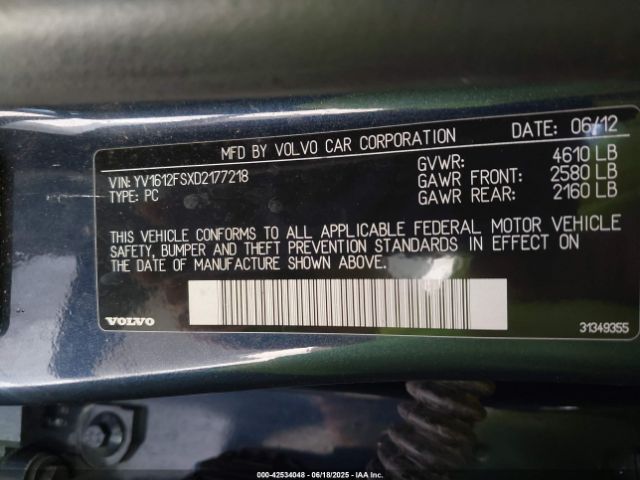 MFD BY VOLVO CAR CORPORATION DATE: 06/12
VIN: YV1612FSXD2177218
TYPE: PC
GVWR: 4610 LB
GAWR FRONT: 2580 LB
GAWR REAR: 2160 LB
THIS VEHICLE CONFORMS TO ALL APPLICABLE FEDERAL MOTOR VEHICLE
SAFETY, BUMPER AND THEFT PREVENTION STANDARDS IN EFFECT ON
THE DATE OF MANUFACTURE SHOWN ABOVE.
VOLVO
31349355
000-42534048 - 06/18/2025 - IAA Inc.